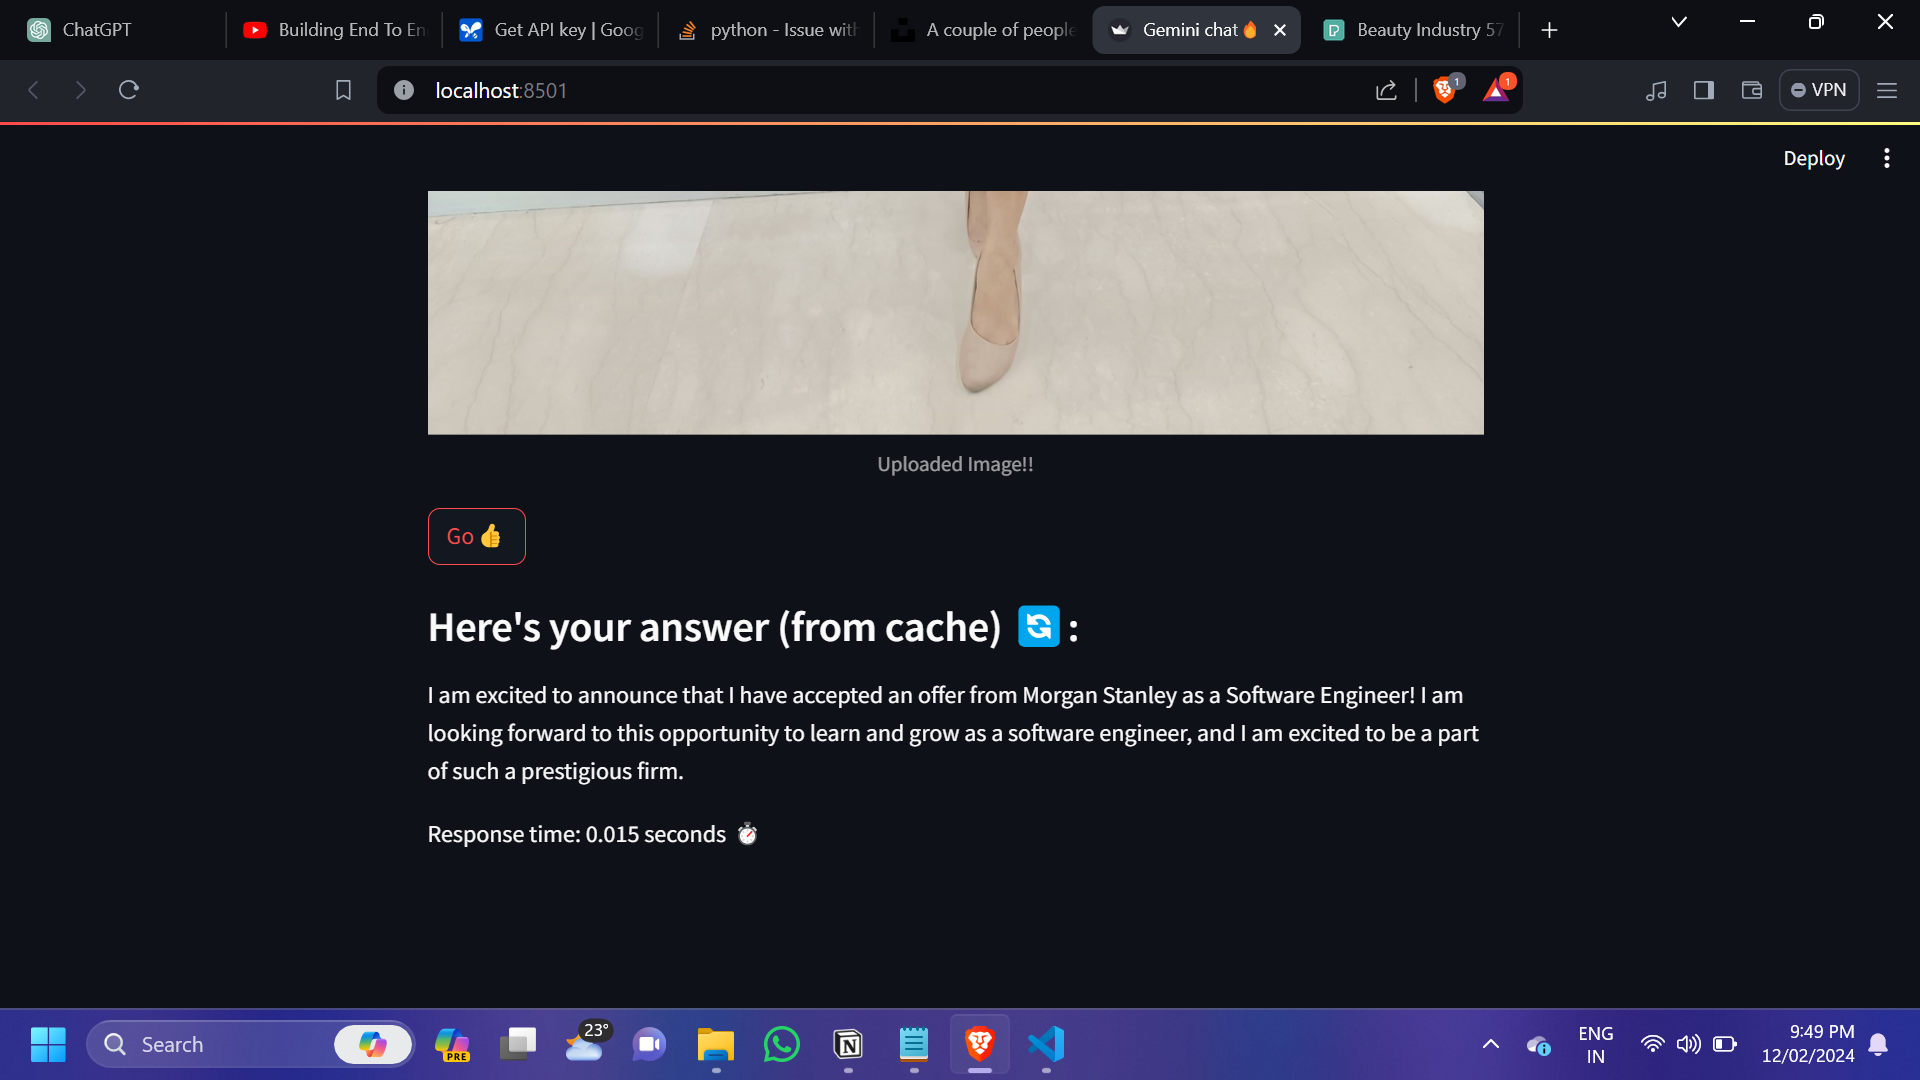 ChatGPT
Building End To En
Get API key | Goog
python - Issue with
A couple of people
Gemini chat🔥
Beauty Industry 57
localhost:8501
1
1
VPN
Deploy
Uploaded Image!!
Go 👍
Here's your answer (from cache) 🔄 :
I am excited to announce that I have accepted an offer from Morgan Stanley as a Software Engineer! I am
looking forward to this opportunity to learn and grow as a software engineer, and I am excited to be a part
of such a prestigious firm.
Response time: 0.015 seconds ⏱️
Search
PRE
23°
ENG
IN
9:49 PM
12/02/2024